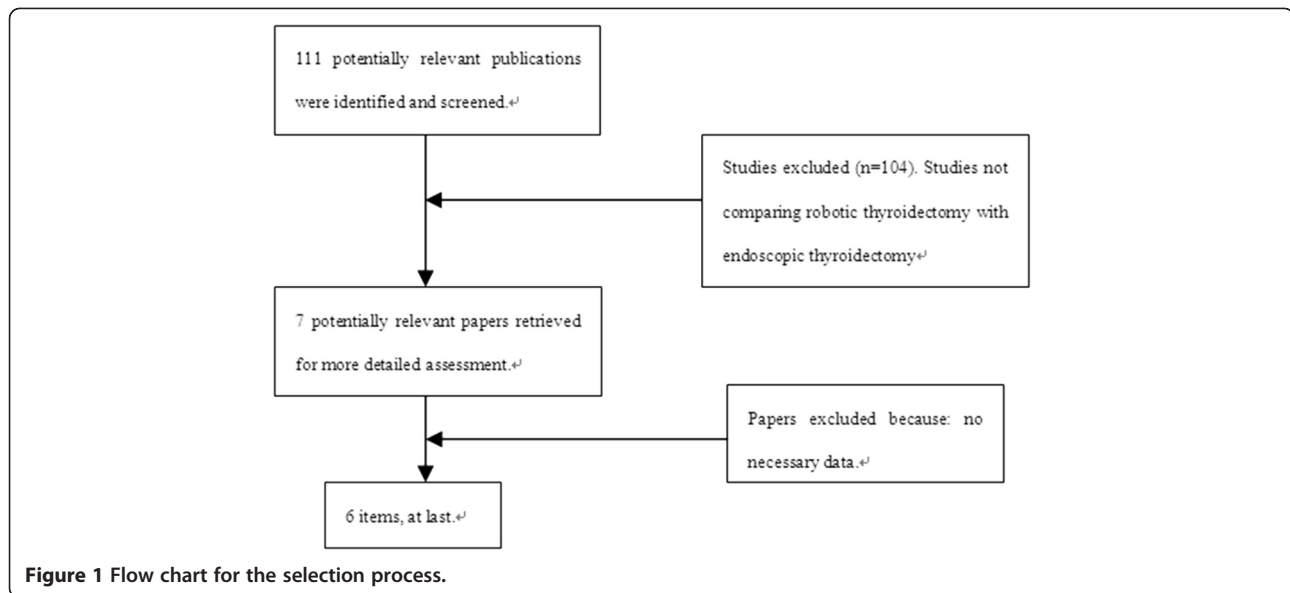 111 potentially relevant publications
were identified and screened.↵
Studies excluded (n=104). Studies not
comparing robotic thyroidectomy with
endoscopic thyroidectomy↵
7 potentially relevant papers retrieved
for more detailed assessment.↵
Papers excluded because: no
necessary data.↵
6 items, at last.↵
Figure 1 Flow chart for the selection process.